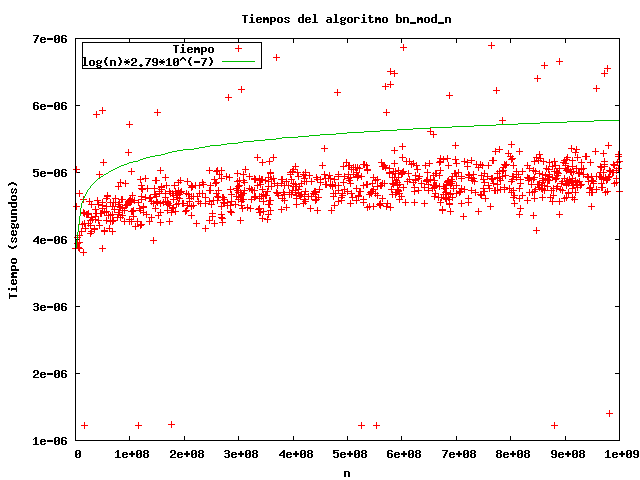 Tiempos del algoritmo bn_mod_n
Tiempo
log(n)*2.79*10^(-7)
7e-06
6e-06
5e-06
4e-06
3e-06
2e-06
1e-06
Tiempo (segundos)
0 1e+08 2e+08 3e+08 4e+08 5e+08 6e+08 7e+08 8e+08 9e+08 1e+09
n